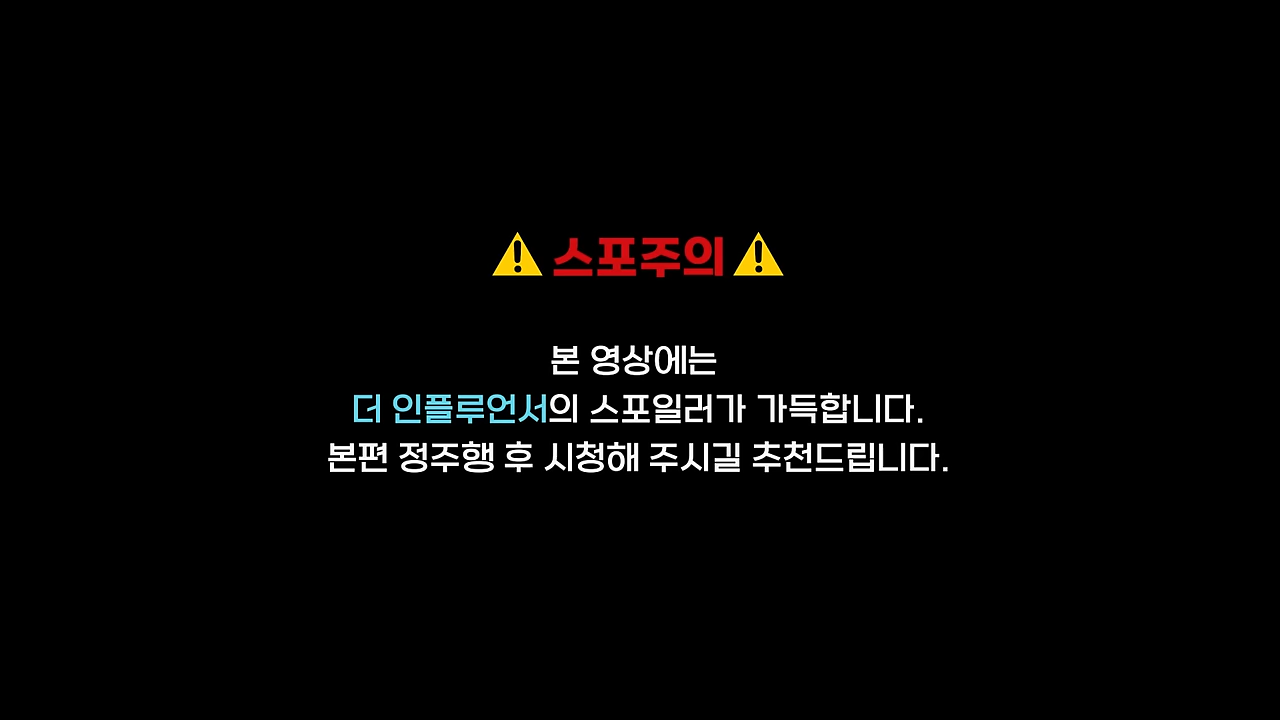 ⚠스포주의⚠
본 영상에는
더 인플루언서의 스포일러가 가득합니다.
본편 정주행 후 시청해 주시길 추천드립니다.